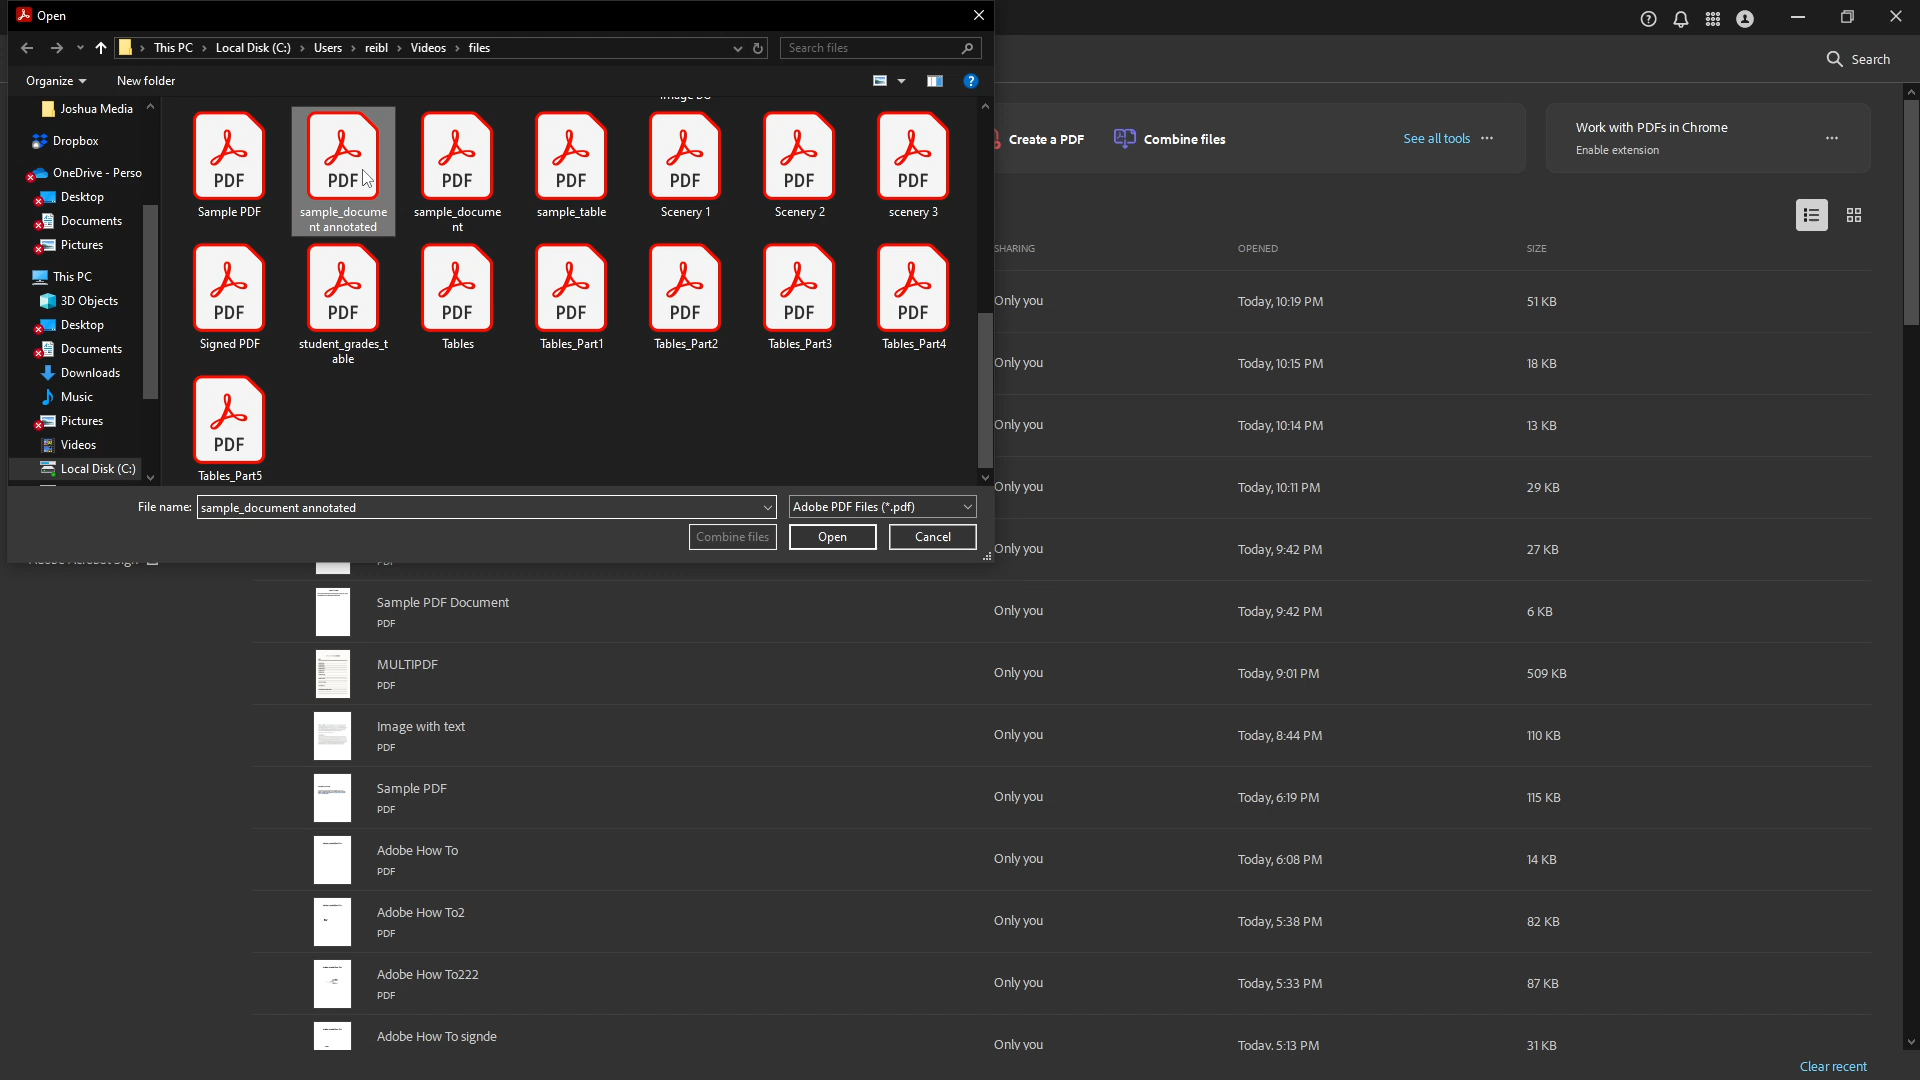 Open
This PC > Local Disk (C:) > Users > reibl > Videos > files
Search files
Organize
New folder
Joshua Media
Dropbox
OneDrive - Perso
Desktop
Documents
Pictures
This PC
3D Objects
Desktop
Documents
Downloads
Music
Pictures
Videos
Local Disk (C:)
PDF PDF PDF PDF PDF PDF PDF
Sample PDF
sample_docume
nt annotated
sample_docume
nt
sample_table
Scenery 1
Scenery 2
scenery 3
PDF PDF PDF PDF PDF PDF PDF
Signed PDF
student_grades_t
able
Tables
Tables_Part1
Tables_Part2
Tables_Part3
Tables_Part4
PDF
Tables_Part5
File name: sample_document annotated
Adobe PDF Files (*.pdf)
Combine files
Open
Cancel
Search
Create a PDF
Combine files
See all tools
Work with PDFs in Chrome
Enable extension
SHARING OPENED SIZE
Only you Today, 10:19 PM 51 KB
Only you Today, 10:15 PM 18 KB
Only you Today, 10:14 PM 13 KB
Only you Today, 10:11 PM 29 KB
Only you Today, 9:42 PM 27 KB
Sample PDF Document
PDF
Only you Today, 9:42 PM 6 KB
MULTIPDF
PDF
Only you Today, 9:01 PM 509 KB
Image with text
PDF
Only you Today, 8:44 PM 110 KB
Sample PDF
PDF
Only you Today, 6:19 PM 115 KB
Adobe How To
PDF
Only you Today, 6:08 PM 14 KB
Adobe How To2
PDF
Only you Today, 5:38 PM 82 KB
Adobe How To222
PDF
Only you Today, 5:33 PM 87 KB
Adobe How To signde
Only you Today, 5:13 PM 31 KB
Clear recent